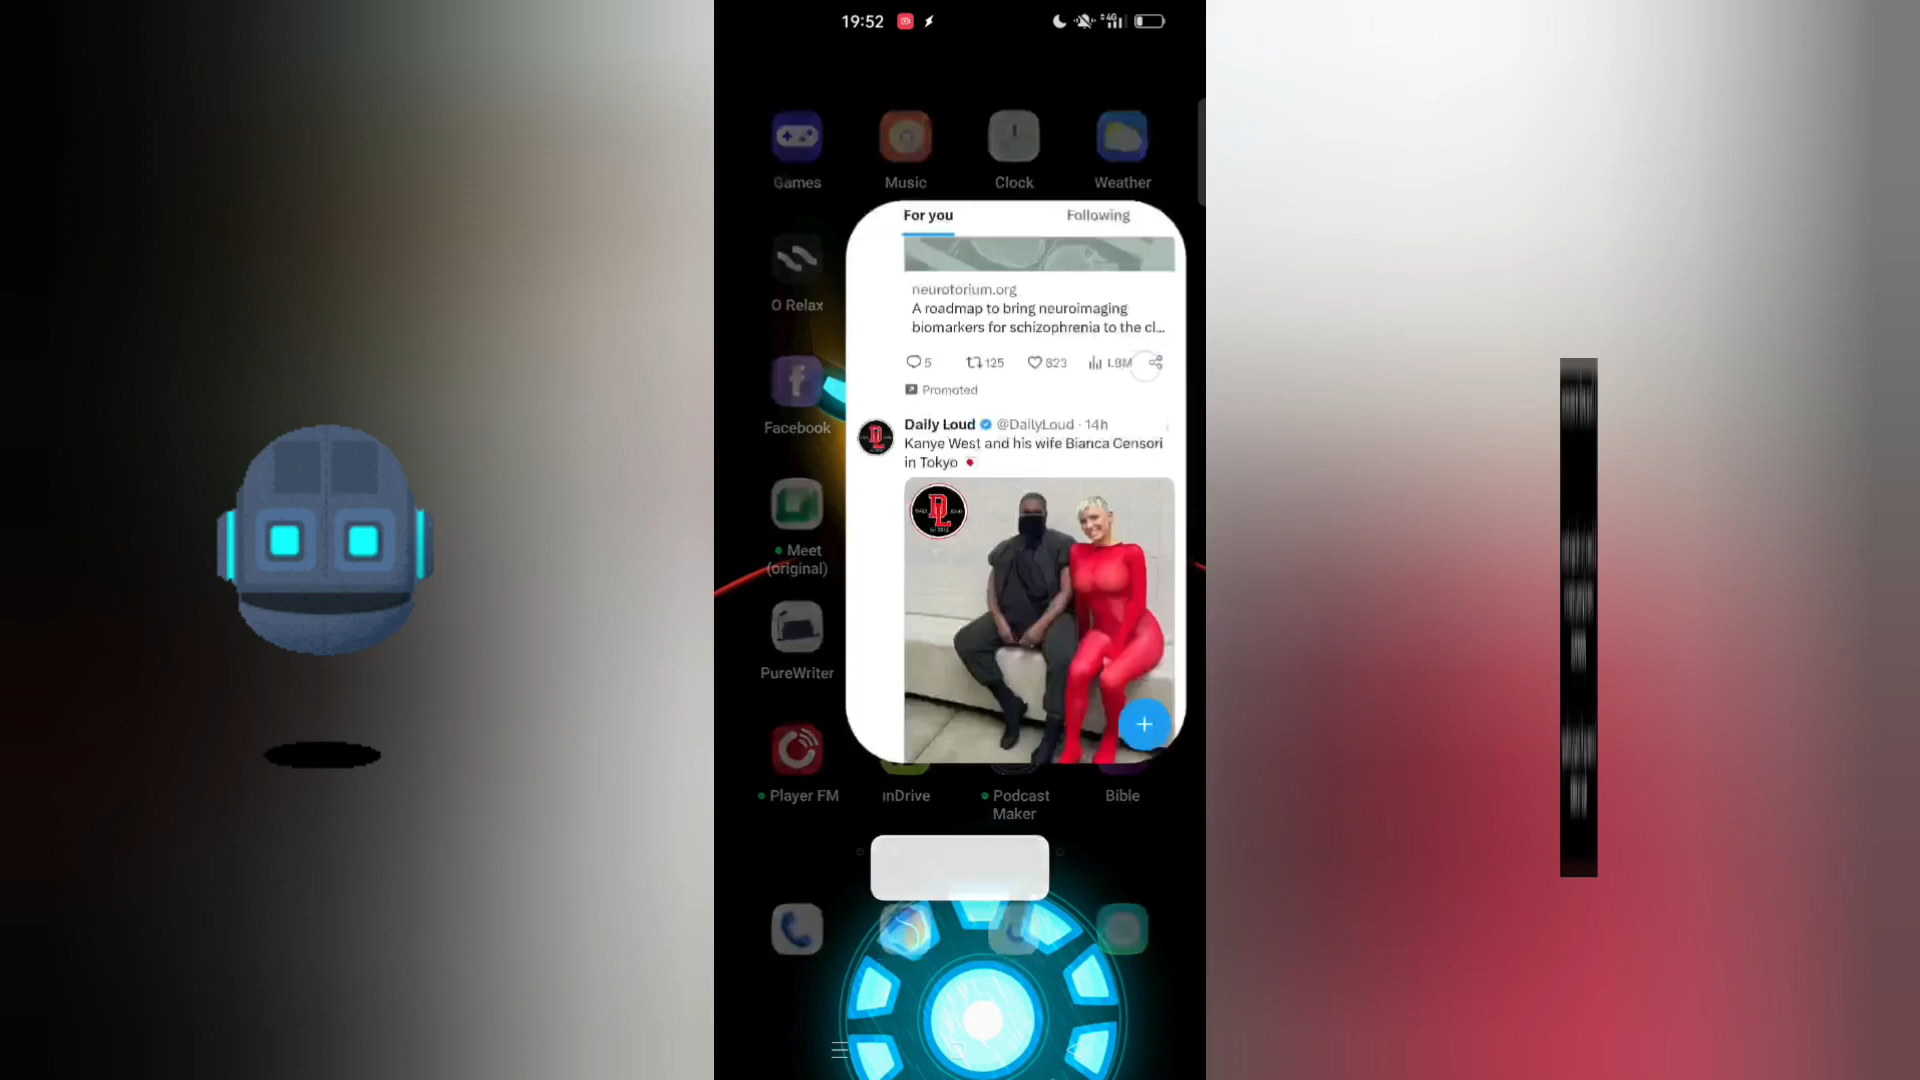 19:52
4G
Games
Music
Clock
Weather
For you
Following
O Relax
neurotorium.org
A roadmap to bring neuroimaging
biomarkers for schizophrenia to the cl...
5
125
823
1.8M
Promoted
Facebook
Daily Loud @DailyLoud · 14h
Kanye West and his wife Bianca Censori
in Tokyo
DL
Meet
(original)
PureWriter
Player FM
inDrive
Podcast
Maker
Bible